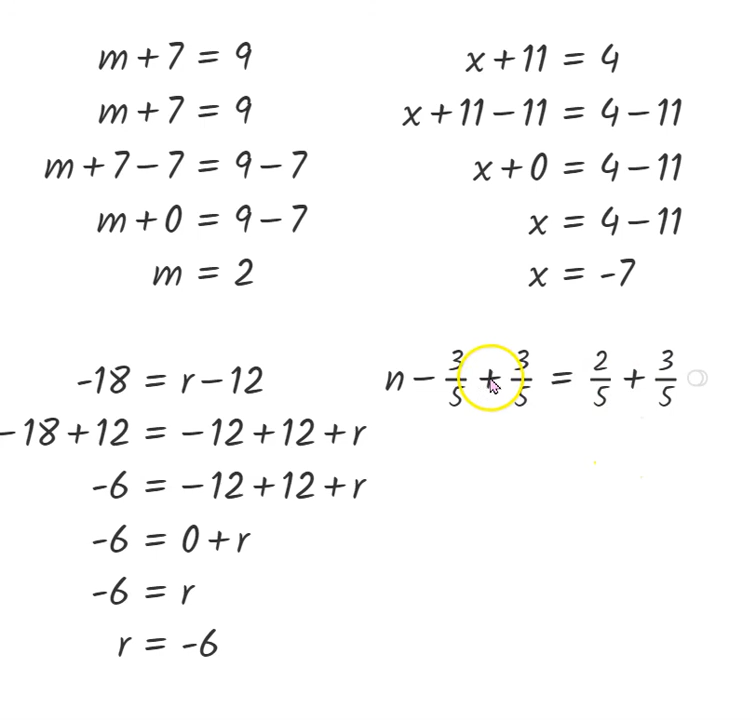 m + 7 = 9
m + 7 = 9
m + 7 - 7 = 9 - 7
m + 0 = 9 - 7
m = 2
x + 11 = 4
x + 11 - 11 = 4 - 11
x + 0 = 4 - 11
x = 4 - 11
x = -7
-18 = r - 12
-18 + 12 = -12 + 12 + r
-6 = -12 + 12 + r
-6 = 0 + r
-6 = r
r = -6
n - 3/5 + 3/5 = 2/5 + 3/5